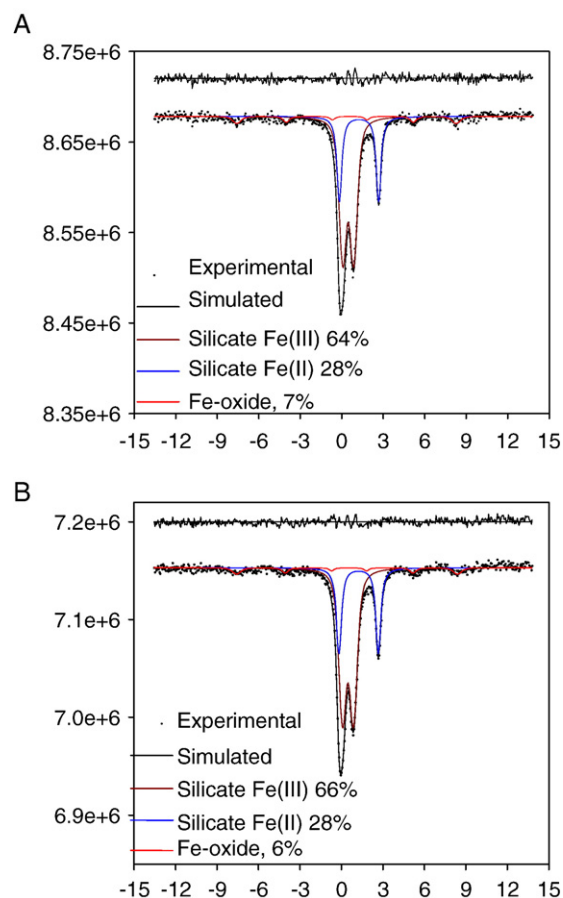 A
8.75e+6
8.65e+6
8.55e+6
Experimental
Simulated
8.45e+6
Silicate Fe(III) 64%
Silicate Fe(II) 28%
Fe-oxide, 7%
8.35e+6
-15 -12 -9 -6 -3 0 3 6 9 12 15
B
7.2e+6
7.1e+6
7.0e+6
Experimental
Simulated
Silicate Fe(III) 66%
6.9e+6
Silicate Fe(II) 28%
Fe-oxide, 6%
-15 -12 -9 -6 -3 0 3 6 9 12 15